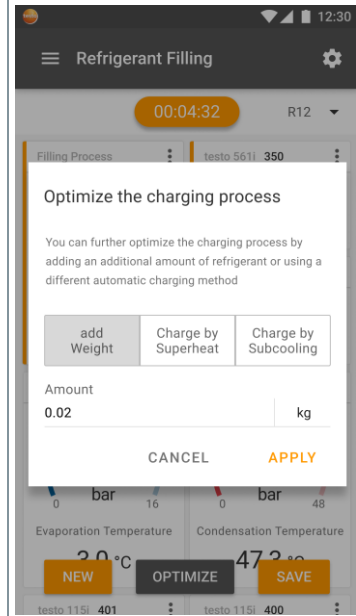 12:30
Refrigerant Filling
00:04:32 R12
Filling Process testo 561i 350
Optimize the charging process
You can further optimize the charging process by
adding an additional amount of refrigerant or using a
different automatic charging method
add Weight
Charge by Superheat
Charge by Subcooling
Amount
0.02 kg
CANCEL APPLY
bar bar
0 16 0 48
Evaporation Temperature Condensation Temperature
°C 47.3
NEW OPTIMIZE SAVE
testo 115i 401 testo 115i 400